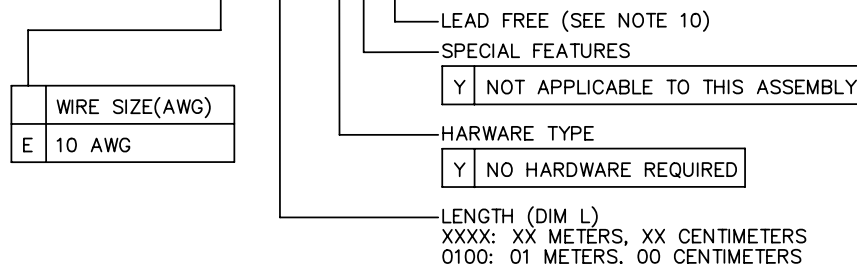 LEAD FREE (SEE NOTE 10)
SPECIAL FEATURES
Y NOT APPLICABLE TO THIS ASSEMBLY
WIRE SIZE(AWG)
E 10 AWG
HARWARE TYPE
Y NO HARDWARE REQUIRED
LENGTH (DIM L)
XXXX: XX METERS, XX CENTIMETERS
0100: 01 METERS, 00 CENTIMETERS